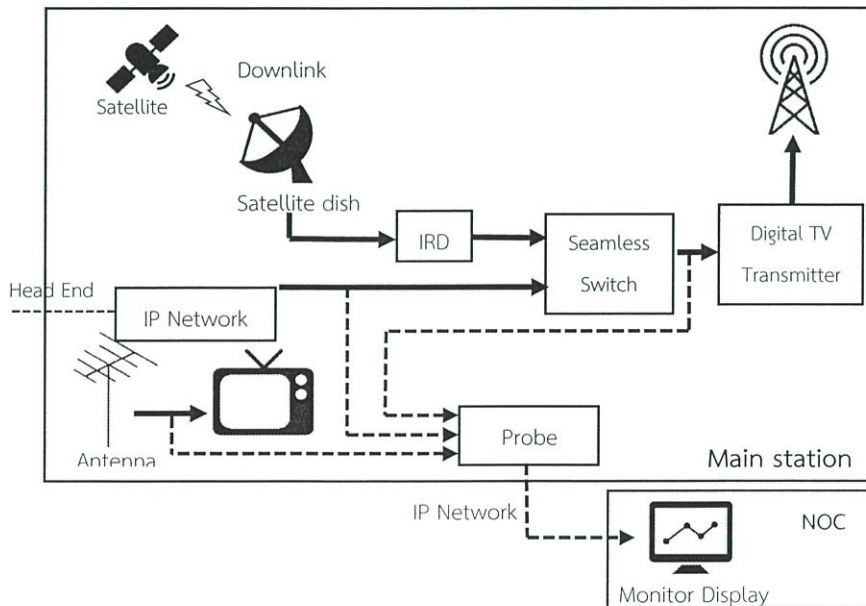 Downlink
Satellite
Satellite dish
IRD
Seamless
Switch
Digital TV
Transmitter
Head End
IP Network
Antenna
Probe
Main station
IP Network
NOC
Monitor Display